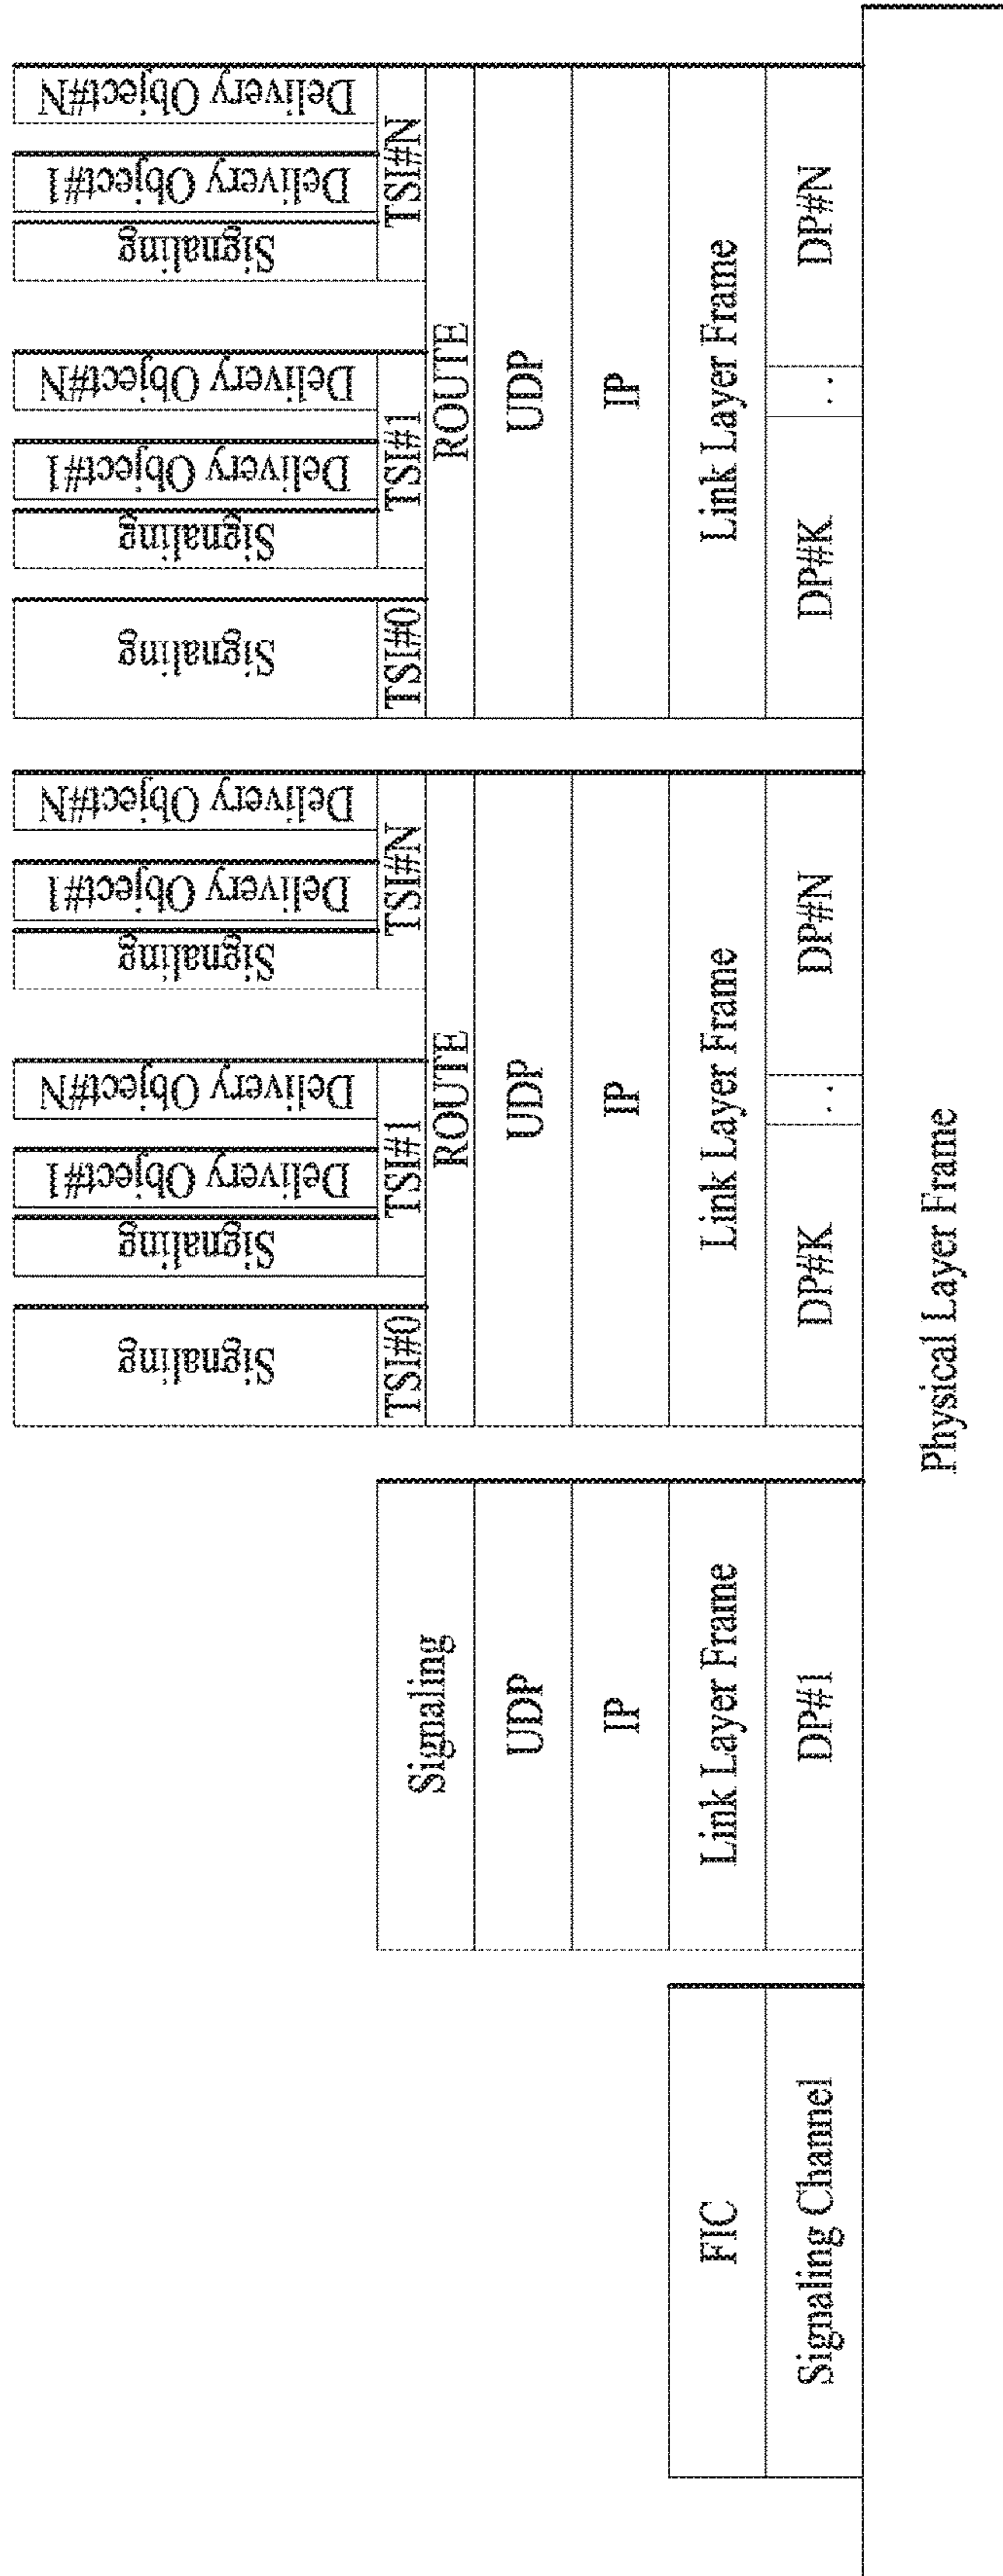 Signaling
Signaling
Delivery Object#1
Delivery Object#N
Signaling
Delivery Object#1
Delivery Object#N
Signaling
Signaling
Delivery Object#1
Delivery Object#N
Signaling
Delivery Object#1
Delivery Object#N
TSI#0
TSI#1
TSI#N
TSI#0
TSI#1
TSI#N
Signaling
ROUTE
ROUTE
UDP
UDP
UDP
IP
IP
IP
FIC
Link Layer Frame
Link Layer Frame
Link Layer Frame
Signaling Channel
DP#1
DP#K
. .
DP#N
DP#K
. .
DP#N
Physical Layer Frame